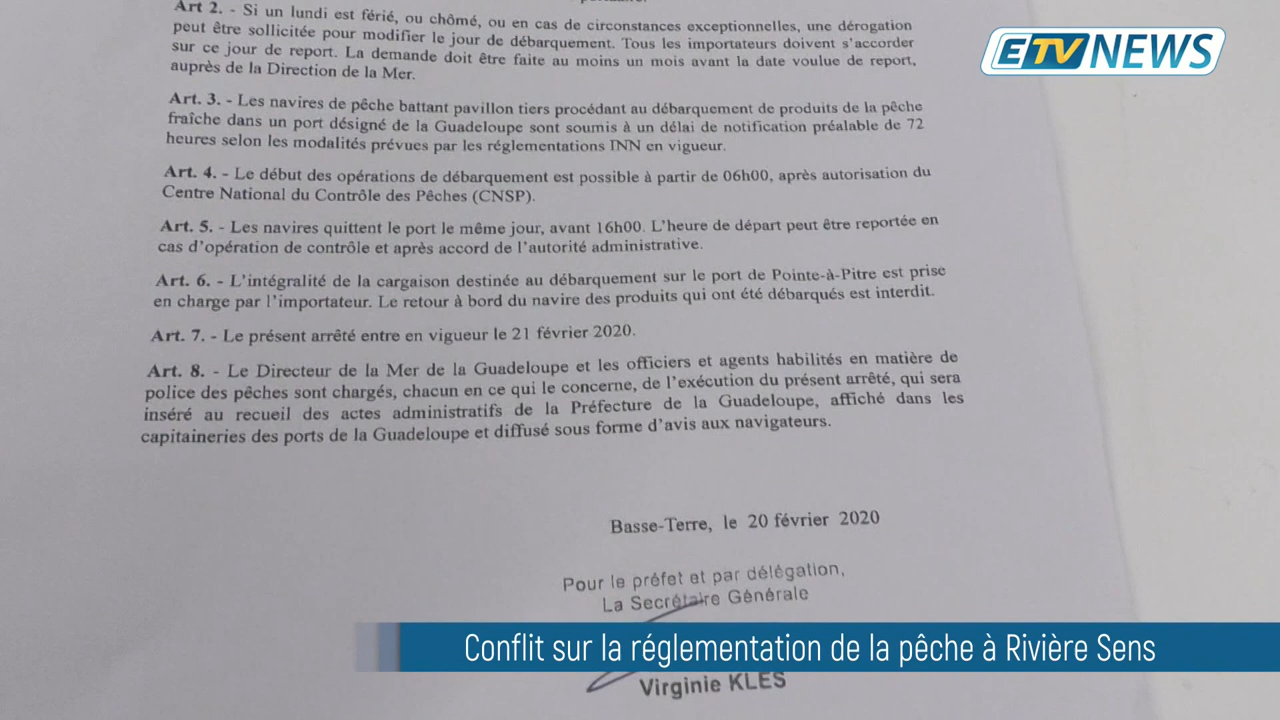 Art 2. - Si un lundi est férié, ou chômé, ou en cas de circonstances exceptionnelles, une dérogation
peut être sollicitée pour modifier le jour de débarquement. Tous les importateurs doivent s'accorder
sur ce jour de report. La demande doit être faite au moins un mois avant la date voulue de report,
auprès de la Direction de la Mer.
Art. 3. - Les navires de pêche battant pavillon tiers procédant au débarquement de produits de la pêche
fraîche dans un port désigné de la Guadeloupe sont soumis à un délai de notification préalable de 72
heures selon les modalités prévues par les réglementations INN en vigueur.
Art. 4. - Le début des opérations de débarquement est possible à partir de 06h00, après autorisation du
Centre National du Contrôle des Pêches (CNSP).
Art. 5. - Les navires quittent le port le même jour, avant 16h00. L'heure de départ peut être reportée en
cas d'opération de contrôle et après accord de l'autorité administrative.
Art. 6. - L'intégralité de la cargaison destinée au débarquement sur le port de Pointe-à-Pitre est prise
en charge par l'importateur. Le retour à bord du navire des produits qui ont été débarqués est interdit.
Art. 7. - Le présent arrêté entre en vigueur le 21 février 2020.
Art. 8. - Le Directeur de la Mer de la Guadeloupe et les officiers et agents habilités en matière de
police des pêches sont chargés, chacun en ce qui le concerne, de l'exécution du présent arrêté, qui sera
inséré au recueil des actes administratifs de la Préfecture de la Guadeloupe, affiché dans les
capitaineries des ports de la Guadeloupe et diffusé sous forme d'avis aux navigateurs.
Basse-Terre, le 20 février 2020
Pour le préfet et par délégation,
La Secrétaire Générale
Virginie KLES
ETV NEWS
Conflit sur la réglementation de la pêche à Rivière Sens